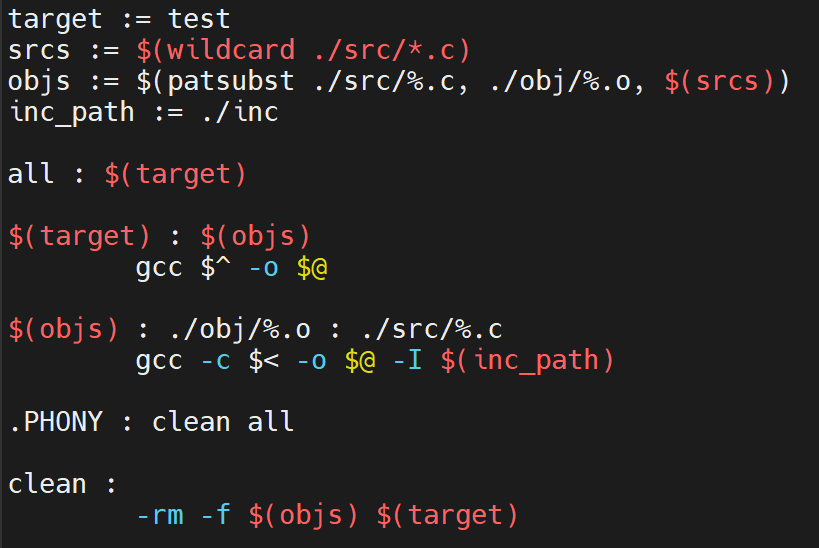 target := test
srcs := $(wildcard ./src/*.c)
objs := $(patsubst ./src/%.c, ./obj/%.o, $(srcs))
inc_path := ./inc
all : $(target)
$(target) : $(objs)
gcc $^ -o $@
$(objs) : ./obj/%.o : ./src/%.c
gcc -c $< -o $@ -I $(inc_path)
.PHONY : clean all
clean :
-rm -f $(objs) $(target)